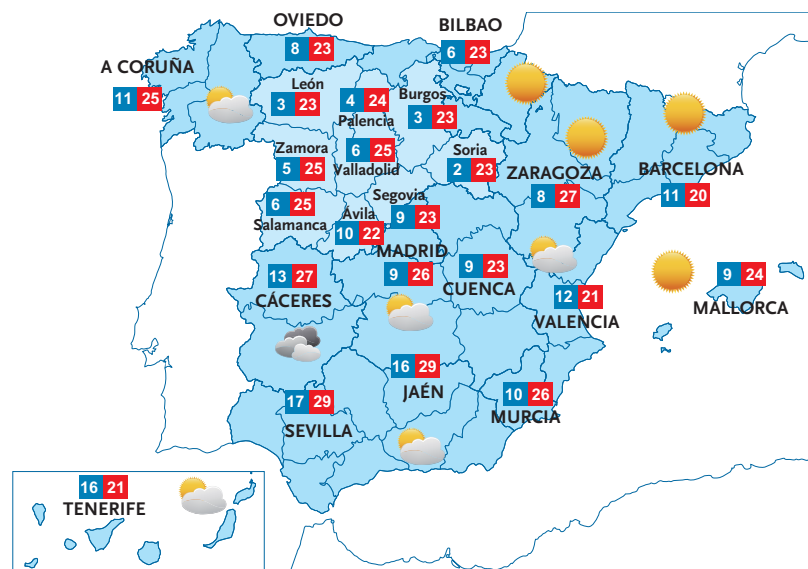 OVIEDO
8 23
BILBAO
6 23
A CORUÑA
11 25
León
3 23
4 24
Palencia
Burgos
3 23
Zamora
5 25
6 25
Valladolid
Soria
2 23
ZARAGOZA
8 27
BARCELONA
11 20
6 25
Salamanca
Segovia
9 23
Ávila
10 22
MADRID
9 26
9 23
CUENCA
13 27
CÁCERES
12 21
VALENCIA
9 24
MALLORCA
16 29
JAÉN
17 29
SEVILLA
10 26
MURCIA
16 21
TENERIFE